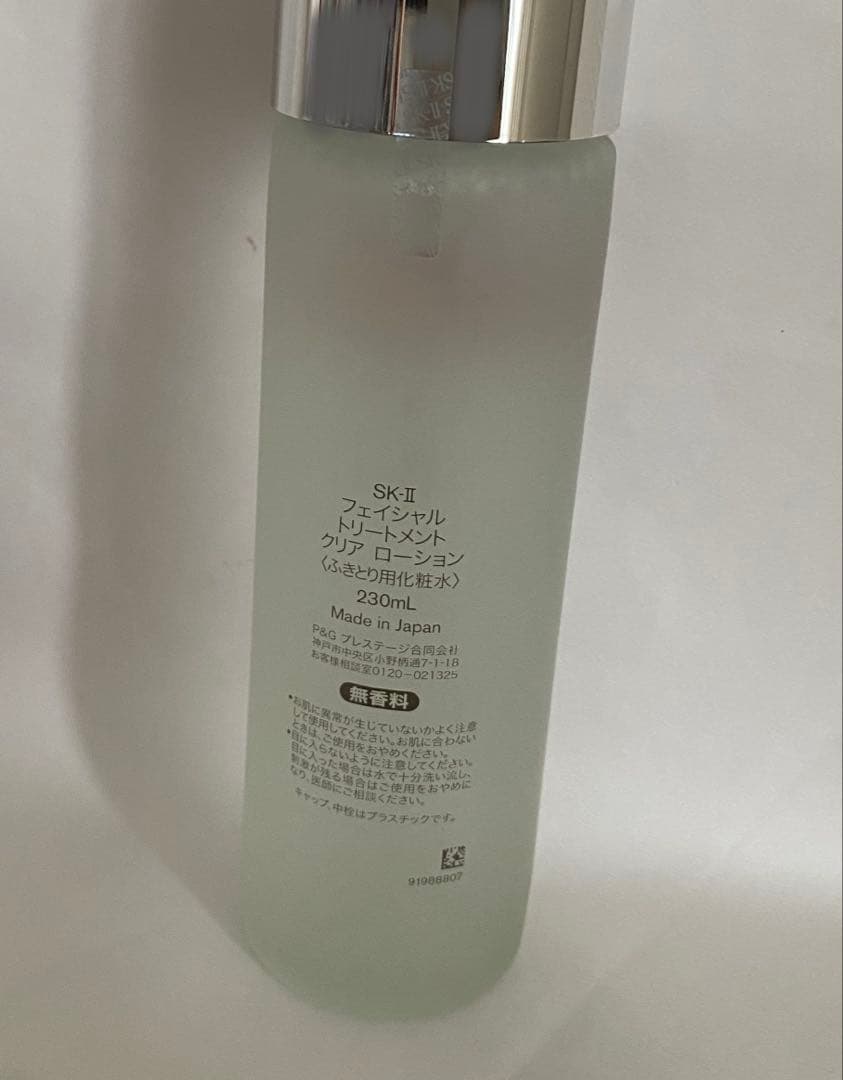 SK-II
フェイシャル
トリートメント
クリア ローション
〈ふきとり用化粧水〉
230mL
Made in Japan
P&G プレステージ合同会社
神戸市中央区小野柄通7-1-18
お客様相談室0120-021325
無香料
•お肌に異常が生じていないかよく注意
して使用してください。お肌に合わない
ときは、ご使用をおやめください。
•目に入らないように注意してください。
目に入った場合は水で十分洗い流し、
刺激が残る場合はご使用をおやめに
なり、医師にご相談ください。
キャップ、中栓はプラスチックです。
91988807